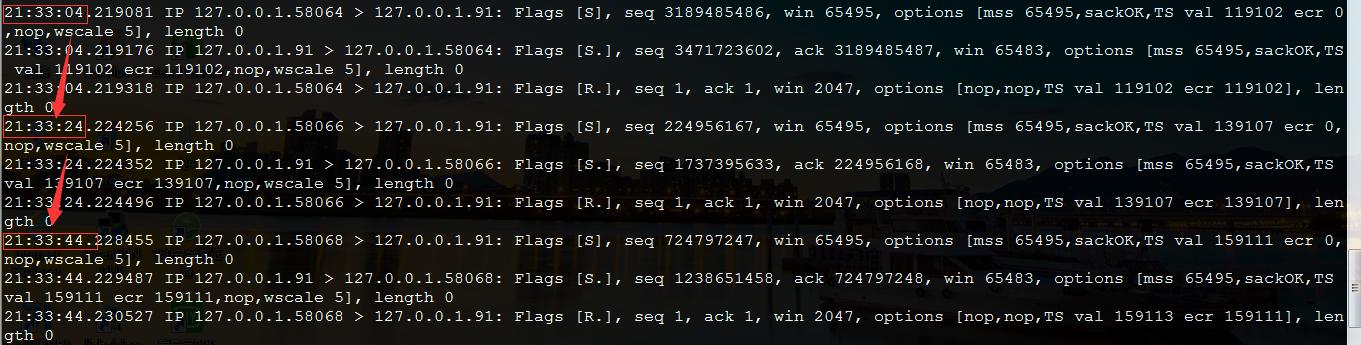 21:33:04.219081 IP 127.0.0.1.58064 > 127.0.0.1.91: Flags [S], seq 3189485486, win 65495, options [mss 65495,sackOK,TS val 119102 ecr 0
,nop,wscale 5], length 0
21:33:04.219176 IP 127.0.0.1.91 > 127.0.0.1.58064: Flags [S.], seq 3471723602, ack 3189485487, win 65483, options [mss 65495,sackOK,TS
 val 119102 ecr 119102,nop,wscale 5], length 0
21:33:04.219318 IP 127.0.0.1.58064 > 127.0.0.1.91: Flags [R.], seq 1, ack 1, win 2047, options [nop,nop,TS val 119102 ecr 119102], len
gth 0
21:33:24.224256 IP 127.0.0.1.58066 > 127.0.0.1.91: Flags [S], seq 224956167, win 65495, options [mss 65495,sackOK,TS val 139107 ecr 0,
nop,wscale 5], length 0
21:33:24.224352 IP 127.0.0.1.91 > 127.0.0.1.58066: Flags [S.], seq 1737395633, ack 224956168, win 65483, options [mss 65495,sackOK,TS
val 139107 ecr 139107,nop,wscale 5], length 0
21:33:24.224496 IP 127.0.0.1.58066 > 127.0.0.1.91: Flags [R.], seq 1, ack 1, win 2047, options [nop,nop,TS val 139107 ecr 139107], len
gth 0
21:33:44.228455 IP 127.0.0.1.58068 > 127.0.0.1.91: Flags [S], seq 724797247, win 65495, options [mss 65495,sackOK,TS val 159111 ecr 0,
nop,wscale 5], length 0
21:33:44.229487 IP 127.0.0.1.91 > 127.0.0.1.58068: Flags [S.], seq 1238651458, ack 724797248, win 65483, options [mss 65495,sackOK,TS
val 159111 ecr 159111,nop,wscale 5], length 0
21:33:44.230527 IP 127.0.0.1.58068 > 127.0.0.1.91: Flags [R.], seq 1, ack 1, win 2047, options [nop,nop,TS val 159113 ecr 159111], len
gth 0